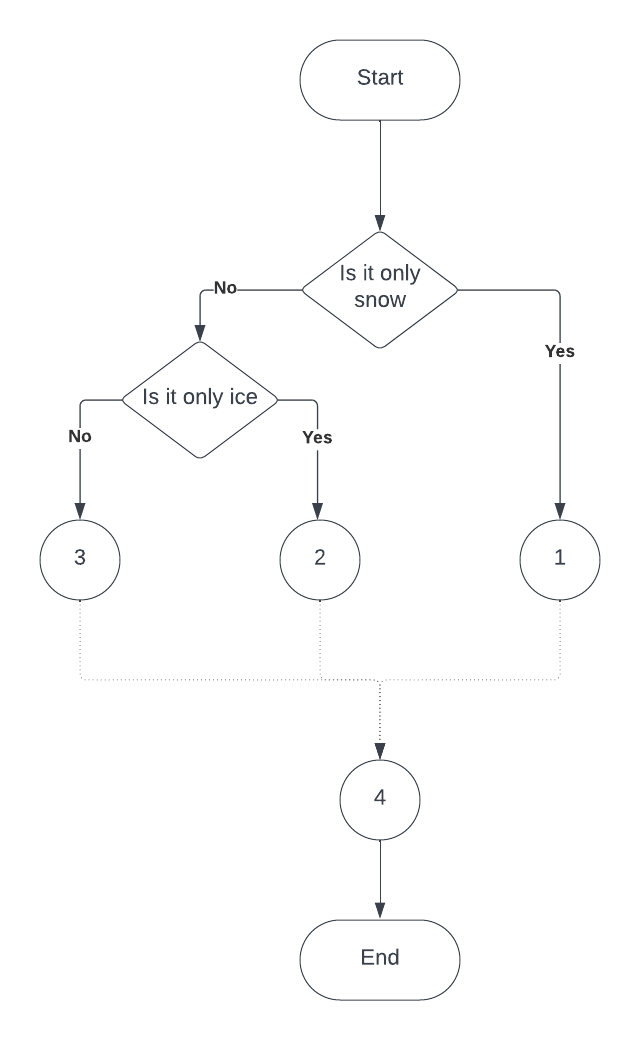 Start
Is it only
snow
No
Yes
Is it only ice
No
Yes
3
2
1
4
End